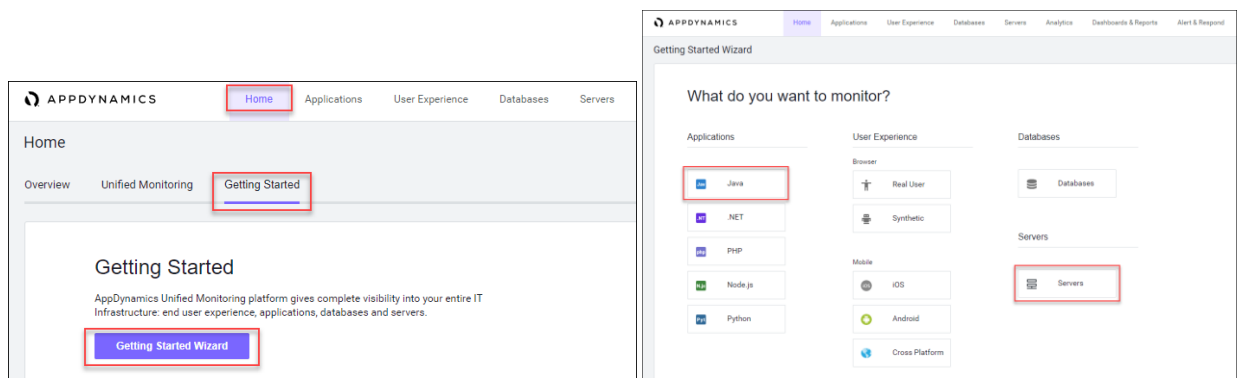 APPDYNAMICS Home Applications User Experience Databases Servers
Home
Overview Unified Monitoring Getting Started
Getting Started
AppDynamics Unified Monitoring platform gives complete visibility into your entire IT
Infrastructure: end user experience, applications, databases and servers.
Getting Started Wizard
APPDYNAMICS Home Applications User Experience Databases Servers Analytics Dashboards & Reports Alert & Respond
Getting Started Wizard
What do you want to monitor?
Applications
Java
.NET
PHP
Node.js
Python
User Experience
Browser
Real User
Synthetic
Mobile
iOS
Android
Cross Platform
Databases
Databases
Servers
Servers